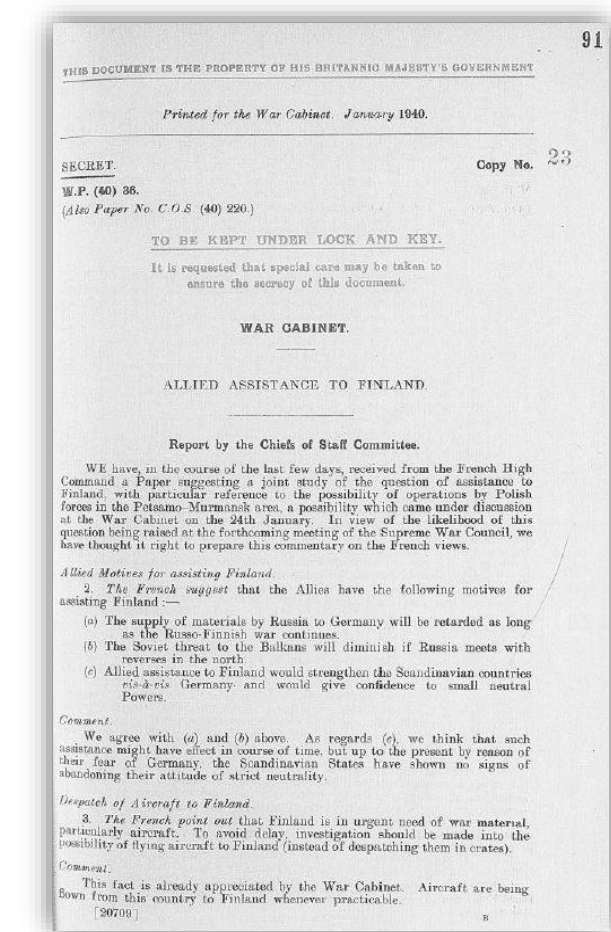 91
THIS DOCUMENT IS THE PROPERTY OF HIS BRITANNIC MAJESTY'S GOVERNMENT
Printed for the War Cabinet. January 1940.
SECRET.
Copy No. 23
W.P. (40) 36.
(Also Paper No. C.O.S. (40) 220.)
TO BE KEPT UNDER LOCK AND KEY.
It is requested that special care may be taken to
ensure the secrecy of this document.
WAR CABINET.
ALLIED ASSISTANCE TO FINLAND.
Report by the Chiefs of Staff Committee.
WE have, in the course of the last few days, received from the French High
Command a Paper suggesting a joint study of the question of assistance to
Finland, with particular reference to the possibility of operations by Polish
forces in the Petsamo-Murmansk area, a possibility which came under discussion
at the War Cabinet on the 24th January. In view of the likelihood of this
question being raised at the forthcoming meeting of the Supreme War Council, we
have thought it right to prepare this commentary on the French views.
Allied Motives for assisting Finland.
2. The French suggest that the Allies have the following motives for
assisting Finland :—
(a) The supply of materials by Russia to Germany will be retarded as long
as the Russo-Finnish war continues.
(b) The Soviet threat to the Balkans will diminish if Russia meets with
reverses in the north.
(c) Allied assistance to Finland would strengthen the Scandinavian countries
vis-à-vis Germany and would give confidence to small neutral
Powers.
Comment.
We agree with (a) and (b) above. As regards (c), we think that such
assistance might have effect in course of time, but up to the present by reason of
their fear of Germany, the Scandinavian States have shown no signs of
abandoning their attitude of strict neutrality.
Despatch of Aircraft to Finland.
3. The French point out that Finland is in urgent need of war material,
particularly aircraft. To avoid delay, investigation should be made into the
possibility of flying aircraft to Finland (instead of despatching them in crates).
Comment.
This fact is already appreciated by the War Cabinet. Aircraft are being
flown from this country to Finland whenever practicable.
[20709]
B